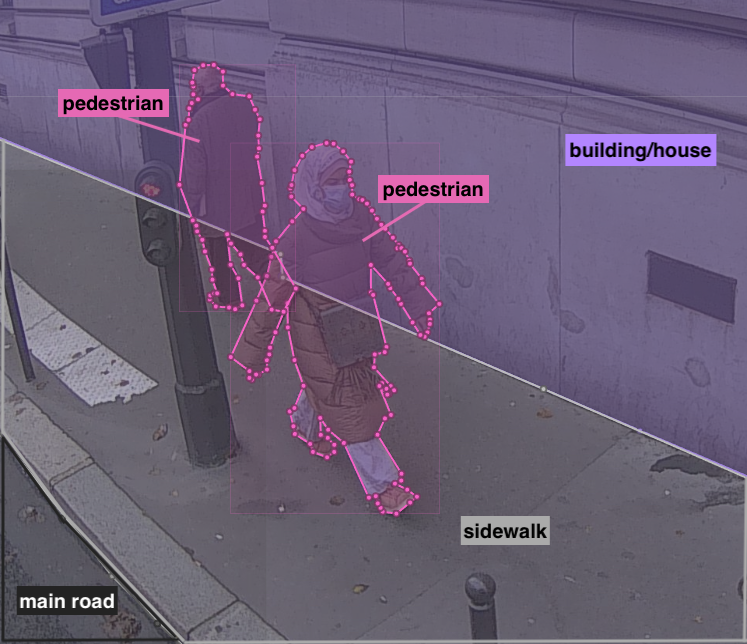 pedestrian
building/house
pedestrian
sidewalk
main road